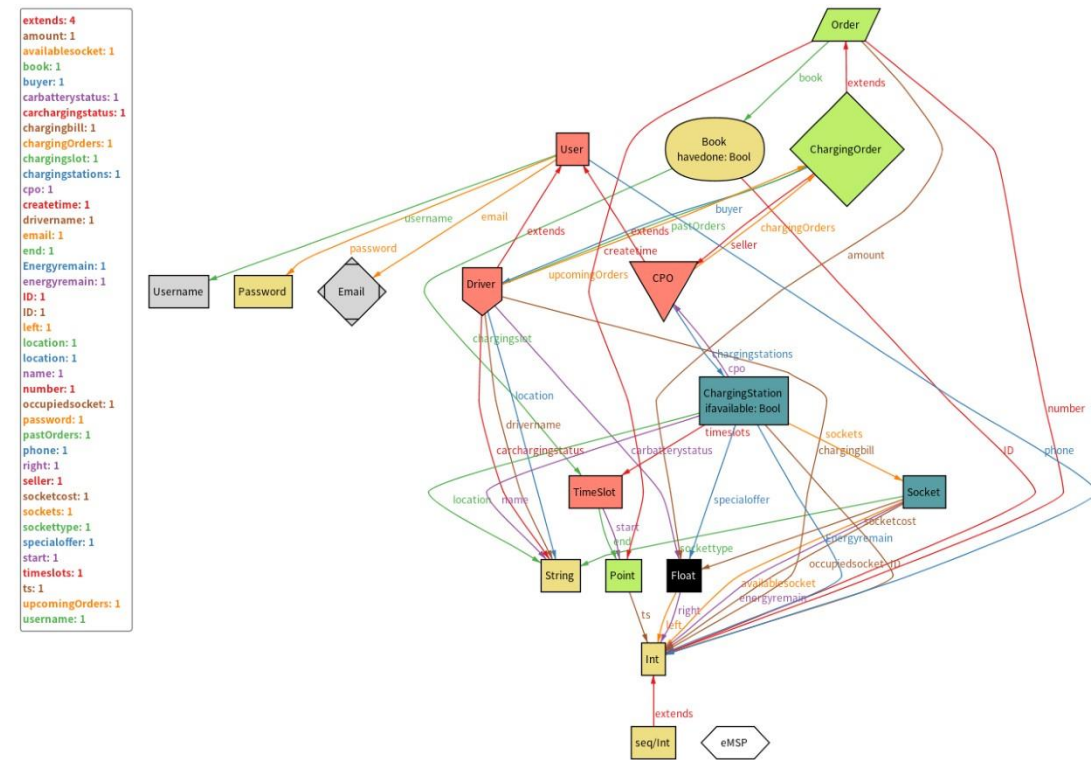 extends: 4
amount: 1
availablesocket: 1
book: 1
buyer: 1
carbatterystatus: 1
carchargingstatus: 1
chargingbill: 1
chargingOrders: 1
chargingslot: 1
chargingstations: 1
cpo: 1
createtime: 1
drivername: 1
email: 1
end: 1
Energyremain: 1
energyremain: 1
ID: 1
ID: 1
left: 1
location: 1
location: 1
name: 1
number: 1
occupiedsocket: 1
password: 1
pastOrders: 1
phone: 1
right: 1
seller: 1
socketcost: 1
sockets: 1
sockettype: 1
specialoffer: 1
start: 1
timeslots: 1
ts: 1
upcomingOrders: 1
username: 1
Order
book
extends
User
Book
havedone: Bool
ChargingOrder
username
email
buyer
pastOrders
chargingOrders
extends
extends
seller
password
createtime
amount
upcomingOrders
Username
Password
Email
Driver
CPO
chargingslot
chargingstations
cpo
location
ChargingStation
ifavailable: Bool
number
drivername
timeslots
sockets
carchargingstatus
carbatterystatus
chargingbill
ID
phone
location
name
TimeSlot
specialoffer
Socket
start
end
socketcost
Energyremain
sockettype
occupiedsocket
ID
String
Point
Float
availablesocket
energyremain
ts
right
left
Int
extends
seq/Int
eMSP